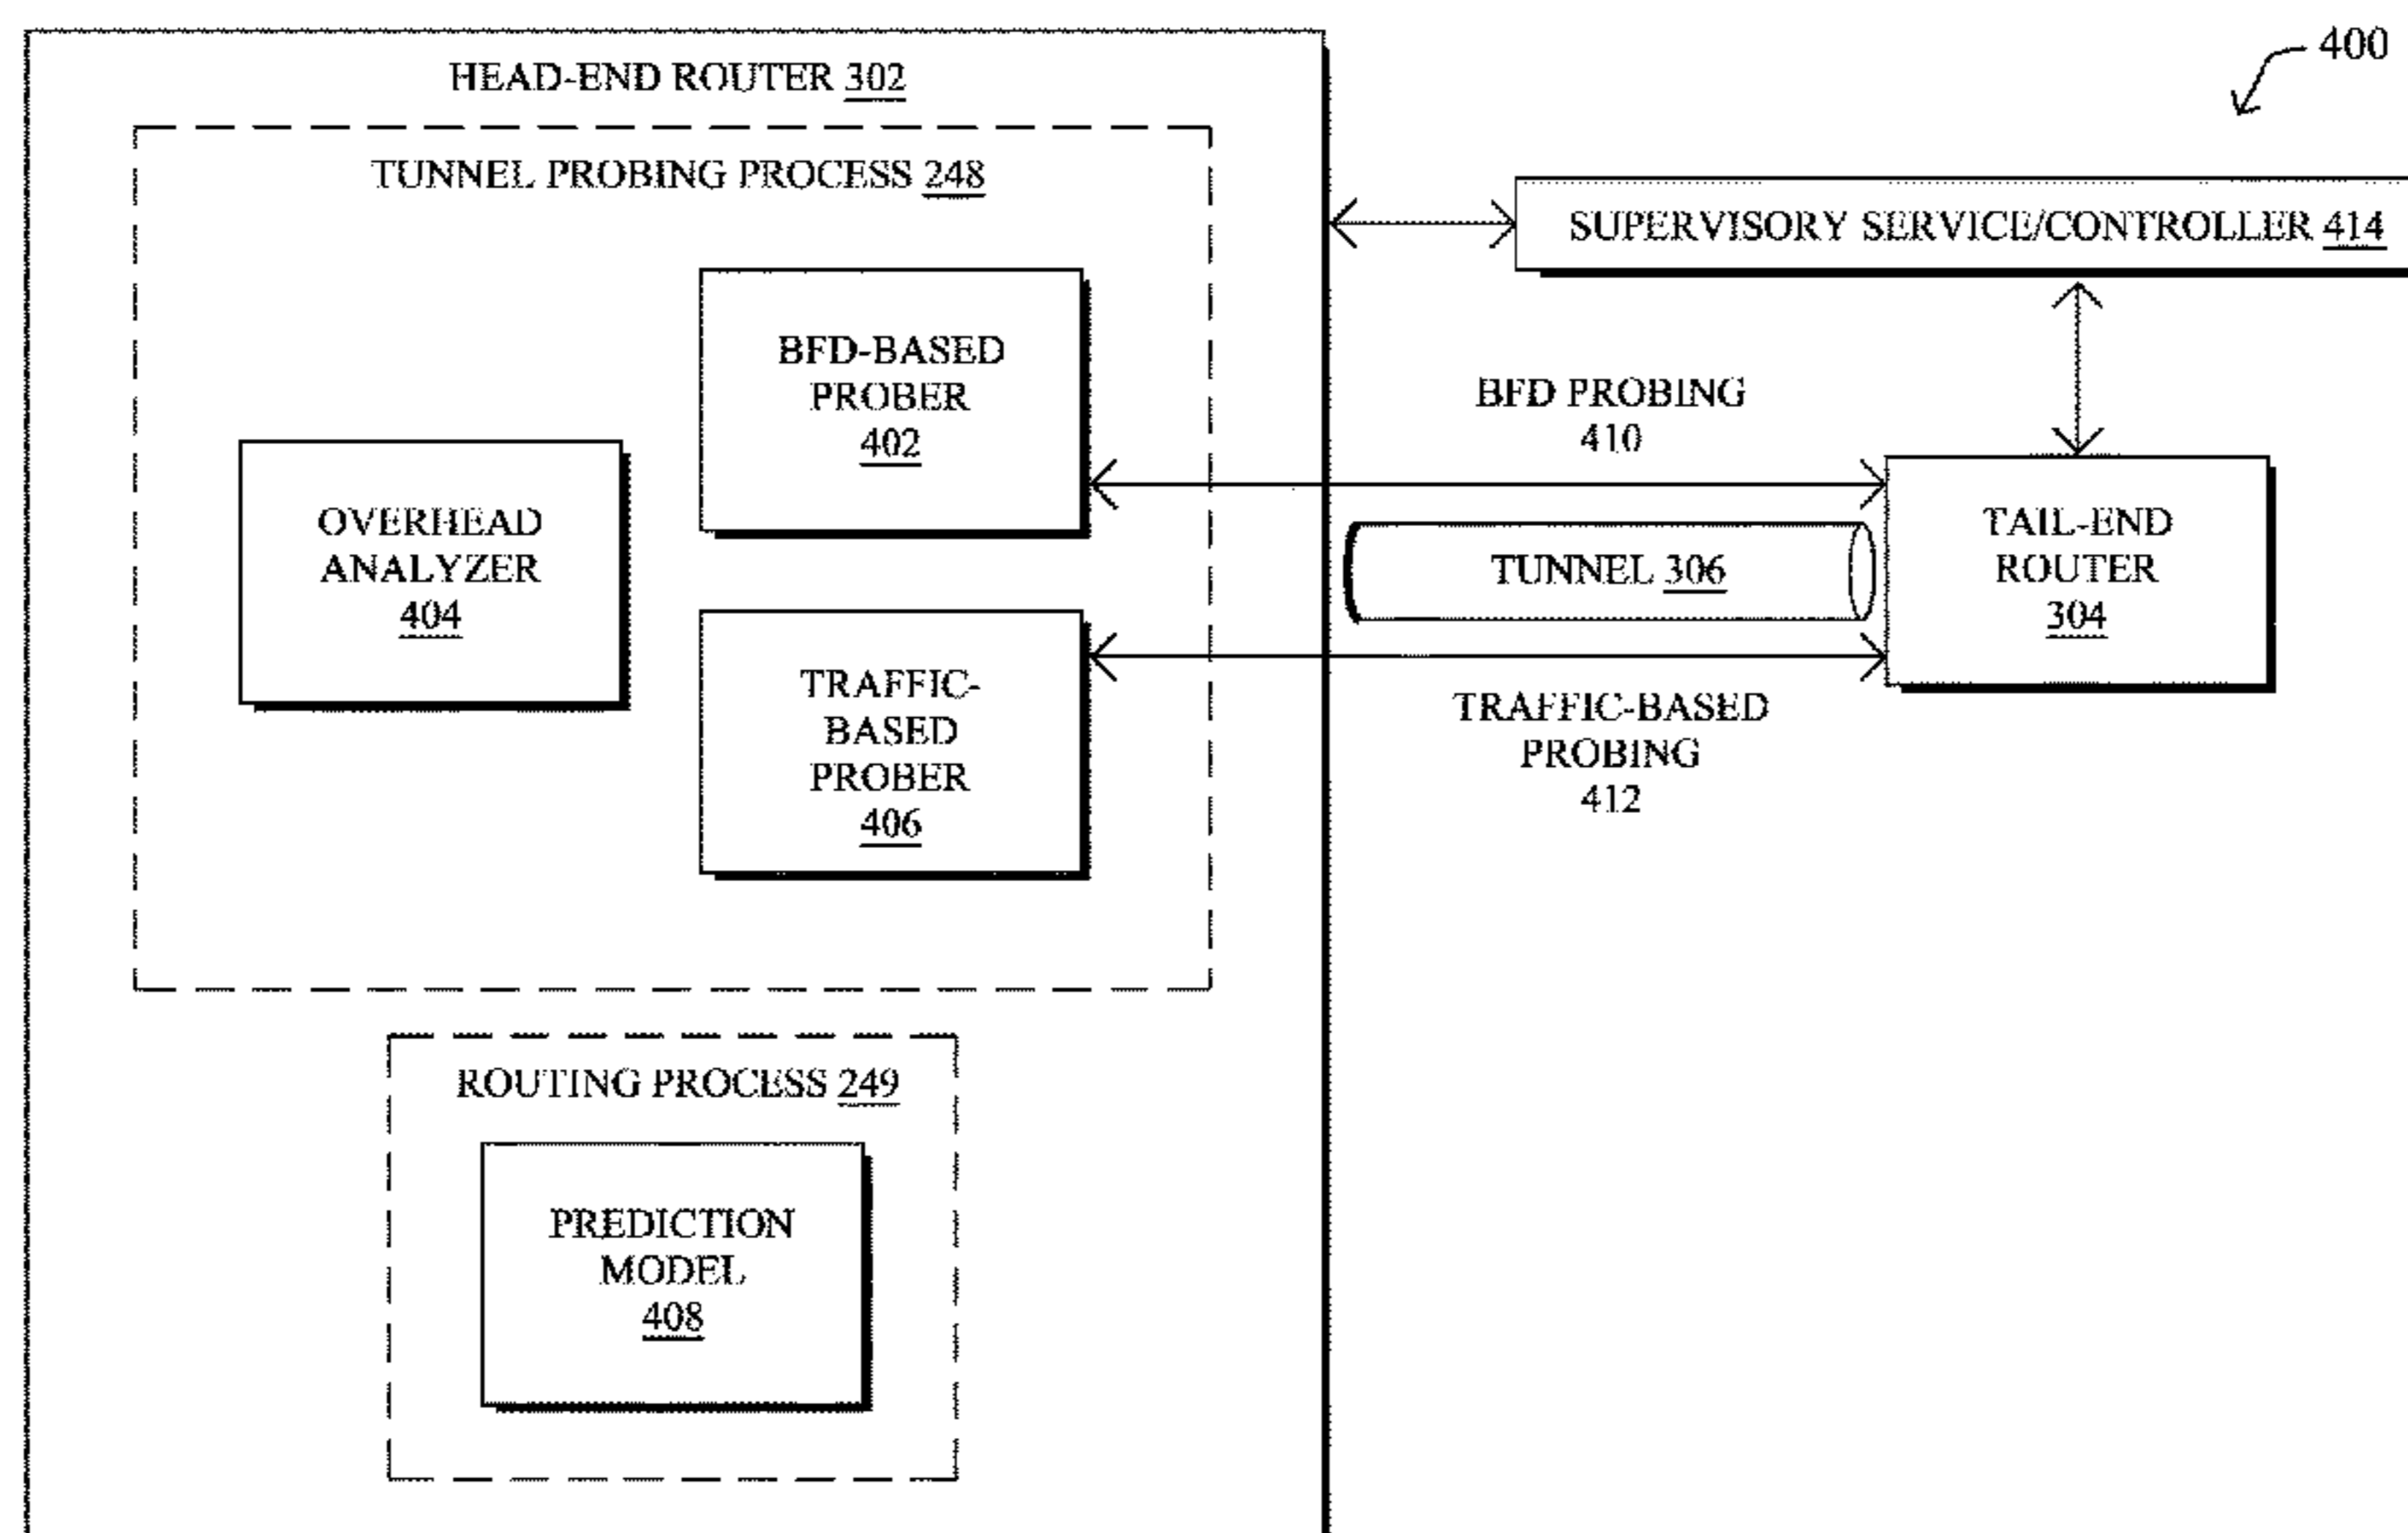 400
HEAD-END ROUTER 302
TUNNEL PROBING PROCESS 248
SUPERVISORY SERVICE/CONTROLLER 414
BFD-BASED
PROBER
402
BFD PROBING
410
OVERHEAD
ANALYZER
404
TUNNEL 306
TAIL-END
ROUTER
304
TRAFFIC-
BASED
PROBER
406
TRAFFIC-BASED
PROBING
412
ROUTING PROCESS 249
PREDICTION
MODEL
408